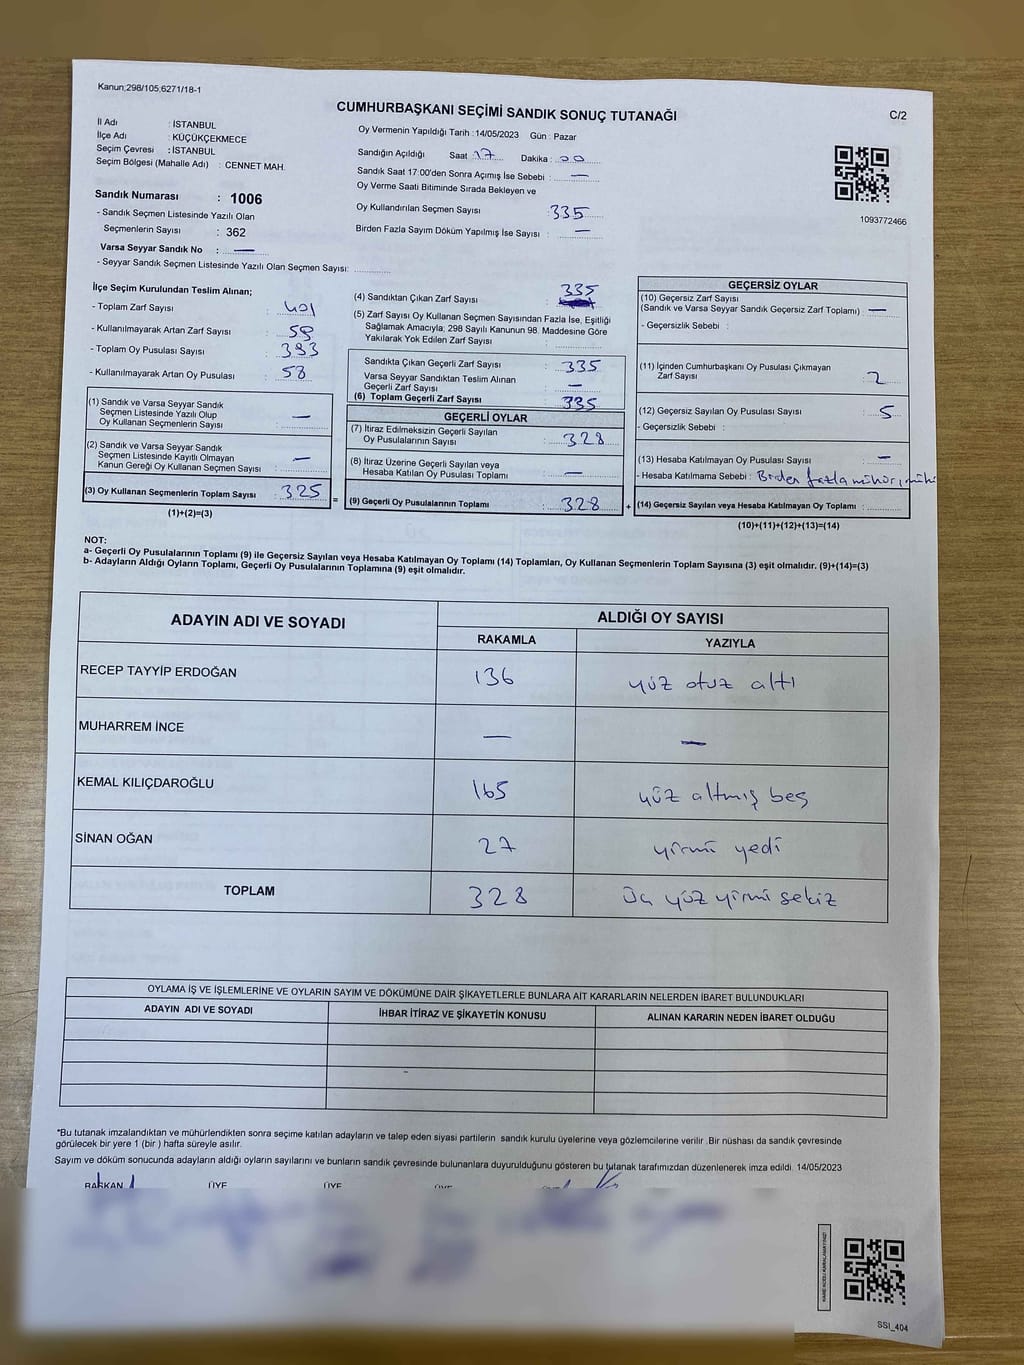 Kanun;298/105,6271/18-1
CUMHURBAŞKANI SEÇİMİ SANDIK SONUÇ TUTANAĞI
C/2
İl Adı : İSTANBUL
İlçe Adı : KÜÇÜKÇEKMECE
Seçim Çevresi : İSTANBUL
Seçim Bölgesi (Mahalle Adı) : CENNET MAH.
Sandık Numarası : 1006
- Sandık Seçmen Listesinde Yazılı Olan
Seçmenlerin Sayısı : 362
Varsa Seyyar Sandık No : —
- Seyyar Sandık Seçmen Listesinde Yazılı Olan Seçmen Sayısı:
Oy Vermenin Yapıldığı Tarih : 14/05/2023 Gün : Pazar
Sandığın Açıldığı Saat 17 Dakika : 00
Sandık Saat 17:00'den Sonra Açımış İse Sebebi : —
Oy Verme Saati Bitiminde Sırada Bekleyen ve
Oy Kullandırılan Seçmen Sayısı : 335
Birden Fazla Sayım Döküm Yapılmış İse Sayısı : —
1093772466
İlçe Seçim Kurulundan Teslim Alınan;
- Toplam Zarf Sayısı : 401
- Kullanılmayarak Artan Zarf Sayısı : 58
- Toplam Oy Pusulası Sayısı : 393
- Kullanılmayarak Artan Oy Pusulası : 58
(1) Sandık ve Varsa Seyyar Sandık
Seçmen Listesinde Yazılı Olup
Oy Kullanan Seçmenlerin Sayısı : —
(2) Sandık ve Varsa Seyyar Sandık
Seçmen Listesinde Kayıtlı Olmayan
Kanun Gereği Oy Kullanan Seçmen Sayısı : —
(3) Oy Kullanan Seçmenlerin Toplam Sayısı : 325 =
(1)+(2)=(3)
(4) Sandıktan Çıkan Zarf Sayısı : 335
(5) Zarf Sayısı Oy Kullanan Seçmen Sayısından Fazla İse, Eşitliği
Sağlamak Amacıyla; 298 Sayılı Kanunun 98. Maddesine Göre
Yakılarak Yok Edilen Zarf Sayısı :
Sandıkta Çıkan Geçerli Zarf Sayısı : 335
Varsa Seyyar Sandıktan Teslim Alınan
Geçerli Zarf Sayısı : —
(6) Toplam Geçerli Zarf Sayısı : 335
GEÇERLİ OYLAR
(7) İtiraz Edilmeksizin Geçerli Sayılan
Oy Pusulalarının Sayısı : 328
(8) İtiraz Üzerine Geçerli Sayılan veya
Hesaba Katılan Oy Pusulası Toplamı : —
(9) Geçerli Oy Pusulalarının Toplamı : 328 +
GEÇERSİZ OYLAR
(10) Geçersiz Zarf Sayısı
(Sandık ve Varsa Seyyar Sandık Geçersiz Zarf Toplamı) : —
- Geçersizlik Sebebi :
(11) İçinden Cumhurbaşkanı Oy Pusulası Çıkmayan
Zarf Sayısı : 2
(12) Geçersiz Sayılan Oy Pusulası Sayısı : 5
- Geçersizlik Sebebi :
(13) Hesaba Katılmayan Oy Pusulası Sayısı : —
- Hesaba Katılmama Sebebi : Birden fazla mühür,
(14) Geçersiz Sayılan veya Hesaba Katılmayan Oy Toplamı :
(10)+(11)+(12)+(13)=(14)
NOT:
a- Geçerli Oy Pusulalarının Toplamı (9) ile Geçersiz Sayılan veya Hesaba Katılmayan Oy Toplamı (14) Toplamları, Oy Kullanan Seçmenlerin Toplam Sayısına (3) eşit olmalıdır. (9)+(14)=(3)
b- Adayların Aldığı Oyların Toplamı, Geçerli Oy Pusulalarının Toplamına (9) eşit olmalıdır.
ADAYIN ADI VE SOYADI
ALDIĞI OY SAYISI
RAKAMLA YAZIYLA
RECEP TAYYİP ERDOĞAN 136 yüz otuz altı
MUHARREM İNCE — —
KEMAL KILIÇDAROĞLU 165 yüz altmış beş
SİNAN OĞAN 27 yirmi yedi
TOPLAM 328 üç yüz yirmi sekiz
OYLAMA İŞ VE İŞLEMLERİNE VE OYLARIN SAYIM VE DÖKÜMÜNE DAİR ŞİKAYETLERLE BUNLARA AİT KARARLARIN NELERDEN İBARET BULUNDUKLARI
ADAYIN ADI VE SOYADI İHBAR İTİRAZ VE ŞİKAYETİN KONUSU ALINAN KARARIN NEDEN İBARET OLDUĞU
*Bu tutanak imzalandıktan ve mühürlendikten sonra seçime katılan adayların ve talep eden siyasi partilerin sandık kurulu üyelerine veya gözlemcilerine verilir .Bir nüshası da sandık çevresinde
görülecek bir yere 1 (bir ) hafta süreyle asılır.
Sayım ve döküm sonucunda adayların aldığı oyların sayılarını ve bunların sandık çevresinde bulunanlara duyurulduğunu gösteren bu tutanak tarafımızdan düzenlenerek imza edildi. 14/05/2023
BAŞKAN ÜYE ÜYE ÜYE
SSI_404